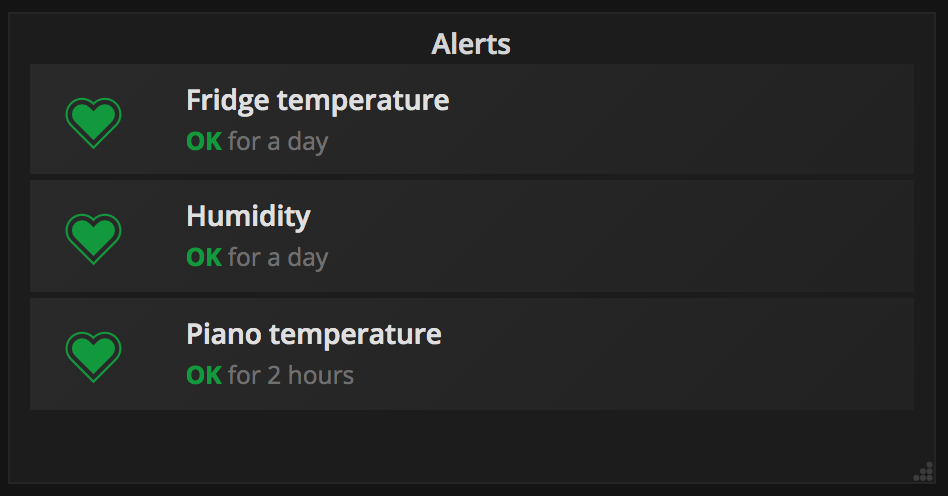 Alerts
Fridge temperature
OK for a day
Humidity
OK for a day
Piano temperature
OK for 2 hours